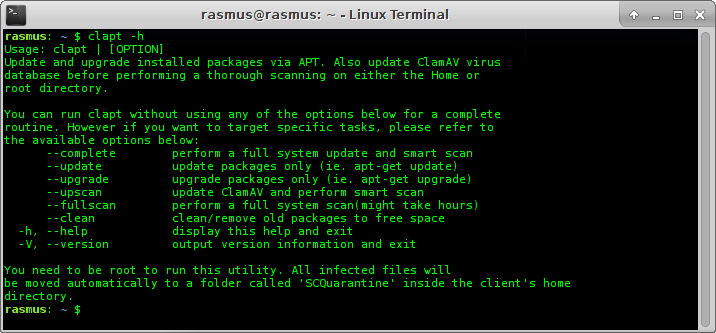 rasmus@rasmus: ~ - Linux Terminal
rasmus: ~ $ clapt -h
Usage: clapt | [OPTION]
Update and upgrade installed packages via APT. Also update ClamAV virus
database before performing a thorough scanning on either the Home or
root directory.
You can run clapt without using any of the options below for a complete
routine. However if you want to target specific tasks, please refer to
the available options below:
--complete perform a full system update and smart scan
--update update packages only (ie. apt-get update)
--upgrade upgrade packages only (ie. apt-get upgrade)
--upscan update ClamAV and perform smart scan
--fullscan perform a full system scan(might take hours)
--clean clean/remove old packages to free space
-h, --help display this help and exit
-V, --version output version information and exit
You need to be root to run this utility. All infected files will
be moved automatically to a folder called 'SCQuarantine' inside the client's home
directory.
rasmus: ~ $